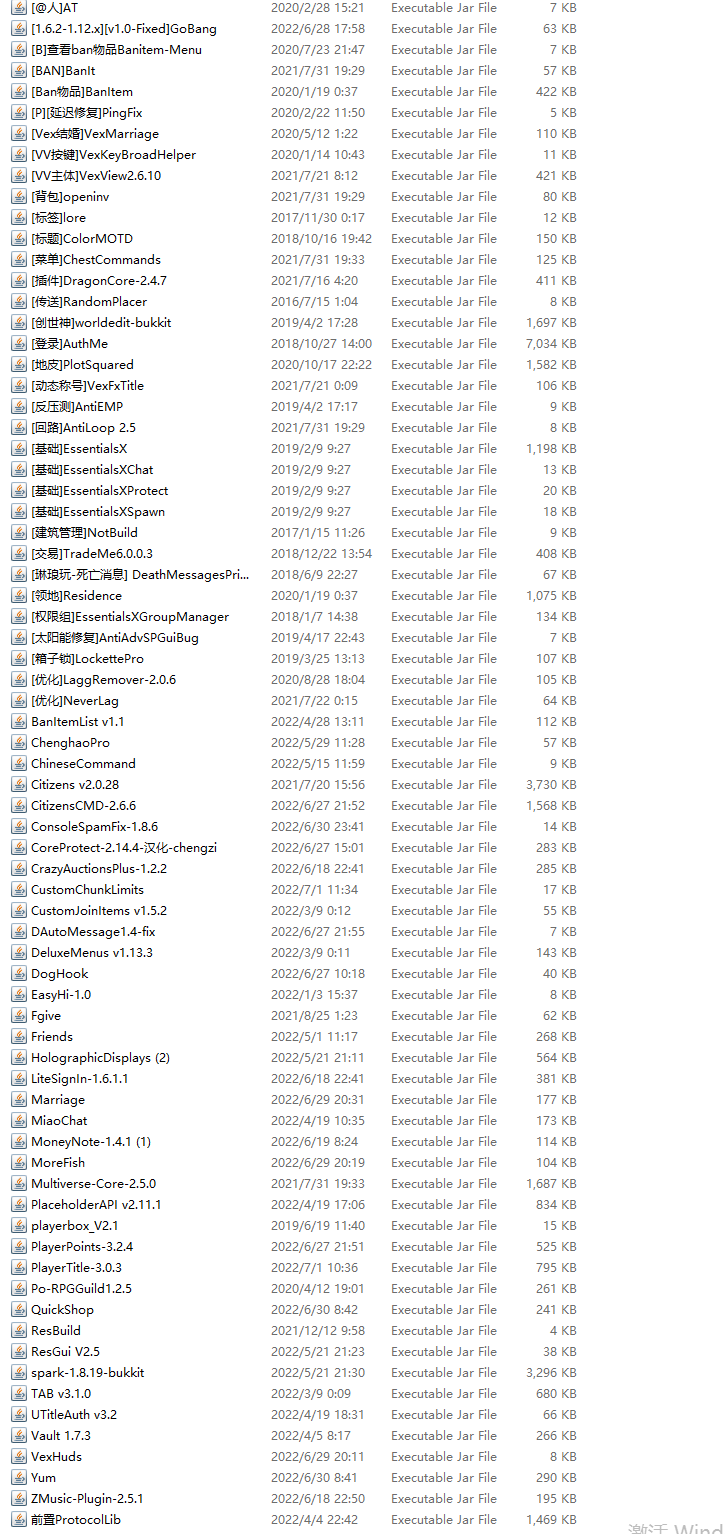 [@人]AT 2020/2/28 15:21 Executable Jar File 7 KB
[1.6.2-1.12.x][v1.0-Fixed]GoBang 2022/6/28 17:58 Executable Jar File 63 KB
[B]查看ban物品Banitem-Menu 2020/7/23 21:47 Executable Jar File 7 KB
[BAN]BanIt 2021/7/31 19:29 Executable Jar File 57 KB
[Ban物品]BanItem 2020/1/19 0:37 Executable Jar File 422 KB
[P][延迟修复]PingFix 2020/2/22 11:50 Executable Jar File 5 KB
[Vex结婚]VexMarriage 2020/5/12 1:22 Executable Jar File 110 KB
[VV按键]VexKeyBroadHelper 2020/1/14 10:43 Executable Jar File 11 KB
[VV主体]VexView2.6.10 2021/7/21 8:12 Executable Jar File 421 KB
[背包]openinv 2021/7/31 19:29 Executable Jar File 80 KB
[标签]lore 2017/11/30 0:17 Executable Jar File 12 KB
[标题]ColorMOTD 2018/10/16 19:42 Executable Jar File 150 KB
[菜单]ChestCommands 2021/7/31 19:33 Executable Jar File 125 KB
[插件]DragonCore-2.4.7 2021/7/16 4:20 Executable Jar File 411 KB
[传送]RandomPlacer 2016/7/15 1:04 Executable Jar File 8 KB
[创世神]worldedit-bukkit 2019/4/2 17:28 Executable Jar File 1,697 KB
[登录]AuthMe 2018/10/27 14:00 Executable Jar File 7,034 KB
[地皮]PlotSquared 2020/10/17 22:22 Executable Jar File 1,582 KB
[动态称号]VexFxTitle 2021/7/21 0:09 Executable Jar File 106 KB
[反压测]AntiEMP 2019/4/2 17:17 Executable Jar File 9 KB
[回路]AntiLoop 2.5 2021/7/31 19:29 Executable Jar File 8 KB
[基础]EssentialsX 2019/2/9 9:27 Executable Jar File 1,198 KB
[基础]EssentialsXChat 2019/2/9 9:27 Executable Jar File 13 KB
[基础]EssentialsXProtect 2019/2/9 9:27 Executable Jar File 20 KB
[基础]EssentialsXSpawn 2019/2/9 9:27 Executable Jar File 18 KB
[建筑管理]NotBuild 2017/1/15 11:26 Executable Jar File 9 KB
[交易]TradeMe6.0.0.3 2018/12/22 13:54 Executable Jar File 408 KB
[琳琅玩-死亡消息] DeathMessagesPri... 2018/6/9 22:27 Executable Jar File 67 KB
[领地]Residence 2020/1/19 0:37 Executable Jar File 1,075 KB
[权限组]EssentialsXGroupManager 2018/1/7 14:38 Executable Jar File 134 KB
[太阳能修复]AntiAdvSPGuiBug 2019/4/17 22:43 Executable Jar File 7 KB
[箱子锁]LockettePro 2019/3/25 13:13 Executable Jar File 107 KB
[优化]LaggRemover-2.0.6 2020/8/28 18:04 Executable Jar File 105 KB
[优化]NeverLag 2021/7/22 0:15 Executable Jar File 64 KB
BanItemList v1.1 2022/4/28 13:11 Executable Jar File 112 KB
ChenghaoPro 2022/5/29 11:28 Executable Jar File 57 KB
ChineseCommand 2022/5/15 11:59 Executable Jar File 9 KB
Citizens v2.0.28 2021/7/20 15:56 Executable Jar File 3,730 KB
CitizensCMD-2.6.6 2022/6/27 21:52 Executable Jar File 1,568 KB
ConsoleSpamFix-1.8.6 2022/6/30 23:41 Executable Jar File 14 KB
CoreProtect-2.14.4-汉化-chengzi 2022/6/27 15:01 Executable Jar File 283 KB
CrazyAuctionsPlus-1.2.2 2022/6/18 22:41 Executable Jar File 285 KB
CustomChunkLimits 2022/7/1 11:34 Executable Jar File 17 KB
CustomJoinItems v1.5.2 2022/3/9 0:12 Executable Jar File 55 KB
DAutoMessage1.4-fix 2022/6/27 21:55 Executable Jar File 7 KB
DeluxeMenus v1.13.3 2022/3/9 0:11 Executable Jar File 143 KB
DogHook 2022/6/27 10:18 Executable Jar File 40 KB
EasyHi-1.0 2022/1/3 15:37 Executable Jar File 8 KB
Fgive 2021/8/25 1:23 Executable Jar File 62 KB
Friends 2022/5/1 11:17 Executable Jar File 268 KB
HolographicDisplays (2) 2022/5/21 21:11 Executable Jar File 564 KB
LiteSignIn-1.6.1.1 2022/6/18 22:41 Executable Jar File 381 KB
Marriage 2022/6/29 20:31 Executable Jar File 177 KB
MiaoChat 2022/4/19 10:35 Executable Jar File 173 KB
MoneyNote-1.4.1 (1) 2022/6/19 8:24 Executable Jar File 114 KB
MoreFish 2022/6/29 20:19 Executable Jar File 104 KB
Multiverse-Core-2.5.0 2021/7/31 19:33 Executable Jar File 1,687 KB
PlaceholderAPI v2.11.1 2022/4/19 17:06 Executable Jar File 834 KB
playerbox_V2.1 2019/6/19 11:40 Executable Jar File 15 KB
PlayerPoints-3.2.4 2022/6/27 21:51 Executable Jar File 525 KB
PlayerTitle-3.0.3 2022/7/1 10:36 Executable Jar File 795 KB
Po-RPGGuild1.2.5 2020/4/12 19:01 Executable Jar File 261 KB
QuickShop 2022/6/30 8:42 Executable Jar File 241 KB
ResBuild 2021/12/12 9:58 Executable Jar File 4 KB
ResGui V2.5 2022/5/21 21:23 Executable Jar File 38 KB
spark-1.8.19-bukkit 2022/5/21 21:30 Executable Jar File 3,296 KB
TAB v3.1.0 2022/3/9 0:09 Executable Jar File 680 KB
UTitleAuth v3.2 2022/4/19 18:31 Executable Jar File 66 KB
Vault 1.7.3 2022/4/5 8:17 Executable Jar File 266 KB
VexHuds 2022/6/29 20:11 Executable Jar File 8 KB
Yum 2022/6/30 8:41 Executable Jar File 290 KB
ZMusic-Plugin-2.5.1 2022/6/18 22:50 Executable Jar File 195 KB
前置ProtocolLib 2022/4/4 22:42 Executable Jar File 1,469 KB
激活 Wind